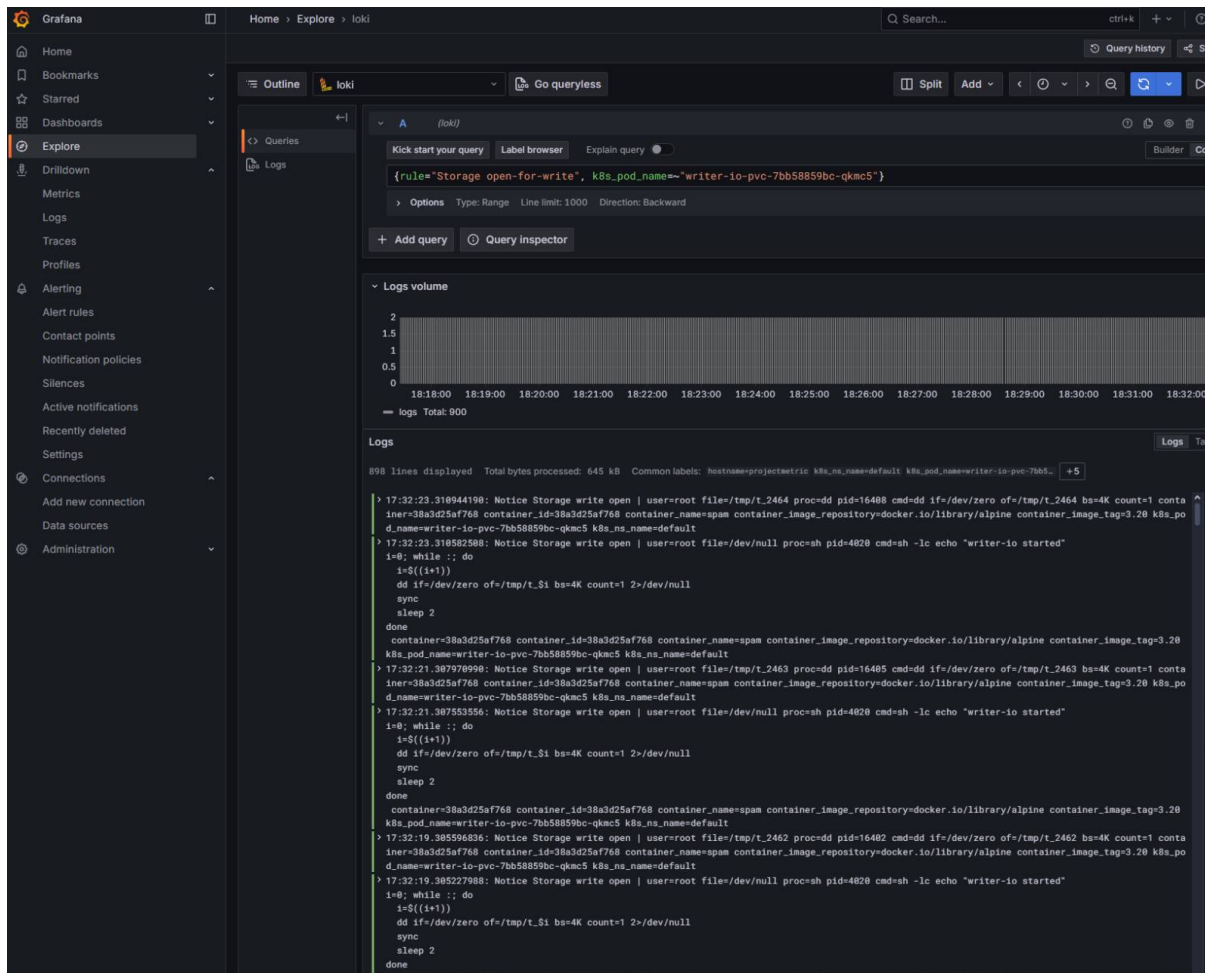 Grafana
Home › Explore › loki
Search...
ctrl+k
Query history
Home
Bookmarks
Starred
Dashboards
Explore
Drilldown
Metrics
Logs
Traces
Profiles
Alerting
Alert rules
Contact points
Notification policies
Silences
Active notifications
Recently deleted
Settings
Connections
Add new connection
Data sources
Administration
Outline
loki
Go queryless
Split
Add
Queries
Logs
A (loki)
Kick start your query
Label browser
Explain query
Builder
{rule="Storage open-for-write", k8s_pod_name=~"writer-io-pvc-7bb58859bc-qkmc5"}
› Options Type: Range Line limit: 1000 Direction: Backward
+ Add query
Query inspector
Logs volume
2
1.5
1
0.5
0
18:18:00 18:19:00 18:20:00 18:21:00 18:22:00 18:23:00 18:24:00 18:25:00 18:26:00 18:27:00 18:28:00 18:29:00 18:30:00 18:31:00 18:32:00
logs Total: 900
Logs
Logs
898 lines displayed Total bytes processed: 645 kB Common labels: hostname=projectmetric k8s_ns_name=default k8s_pod_name=writer-io-pvc-7bb5… +5
› 17:32:23.310944190: Notice Storage write open | user=root file=/tmp/t_2464 proc=dd pid=16408 cmd=dd if=/dev/zero of=/tmp/t_2464 bs=4K count=1 conta
iner=38a3d25af768 container_id=38a3d25af768 container_name=spam container_image_repository=docker.io/library/alpine container_image_tag=3.20 k8s_po
d_name=writer-io-pvc-7bb58859bc-qkmc5 k8s_ns_name=default
› 17:32:23.310582508: Notice Storage write open | user=root file=/dev/null proc=sh pid=4020 cmd=sh -lc echo "writer-io started"
i=0; while :; do
i=$((i+1))
dd if=/dev/zero of=/tmp/t_$i bs=4K count=1 2>/dev/null
sync
sleep 2
done
container=38a3d25af768 container_id=38a3d25af768 container_name=spam container_image_repository=docker.io/library/alpine container_image_tag=3.20
k8s_pod_name=writer-io-pvc-7bb58859bc-qkmc5 k8s_ns_name=default
› 17:32:21.307970990: Notice Storage write open | user=root file=/tmp/t_2463 proc=dd pid=16405 cmd=dd if=/dev/zero of=/tmp/t_2463 bs=4K count=1 conta
iner=38a3d25af768 container_id=38a3d25af768 container_name=spam container_image_repository=docker.io/library/alpine container_image_tag=3.20 k8s_po
d_name=writer-io-pvc-7bb58859bc-qkmc5 k8s_ns_name=default
› 17:32:21.307553556: Notice Storage write open | user=root file=/dev/null proc=sh pid=4020 cmd=sh -lc echo "writer-io started"
i=0; while :; do
i=$((i+1))
dd if=/dev/zero of=/tmp/t_$i bs=4K count=1 2>/dev/null
sync
sleep 2
done
container=38a3d25af768 container_id=38a3d25af768 container_name=spam container_image_repository=docker.io/library/alpine container_image_tag=3.20
k8s_pod_name=writer-io-pvc-7bb58859bc-qkmc5 k8s_ns_name=default
› 17:32:19.305596836: Notice Storage write open | user=root file=/tmp/t_2462 proc=dd pid=16402 cmd=dd if=/dev/zero of=/tmp/t_2462 bs=4K count=1 conta
iner=38a3d25af768 container_id=38a3d25af768 container_name=spam container_image_repository=docker.io/library/alpine container_image_tag=3.20 k8s_po
d_name=writer-io-pvc-7bb58859bc-qkmc5 k8s_ns_name=default
› 17:32:19.305227988: Notice Storage write open | user=root file=/dev/null proc=sh pid=4020 cmd=sh -lc echo "writer-io started"
i=0; while :; do
i=$((i+1))
dd if=/dev/zero of=/tmp/t_$i bs=4K count=1 2>/dev/null
sync
sleep 2
done